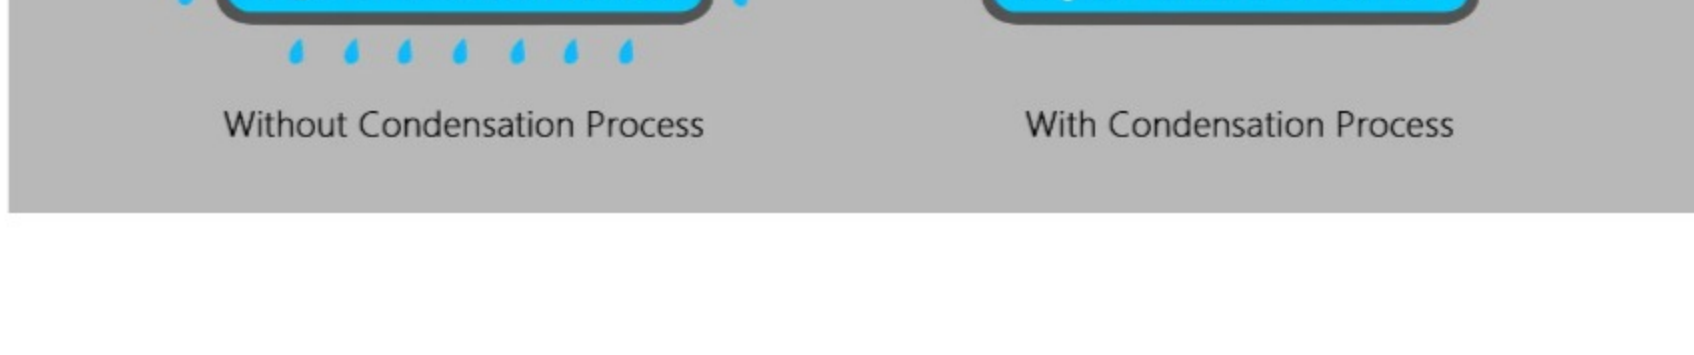 Without Condensation Process
With Condensation Process